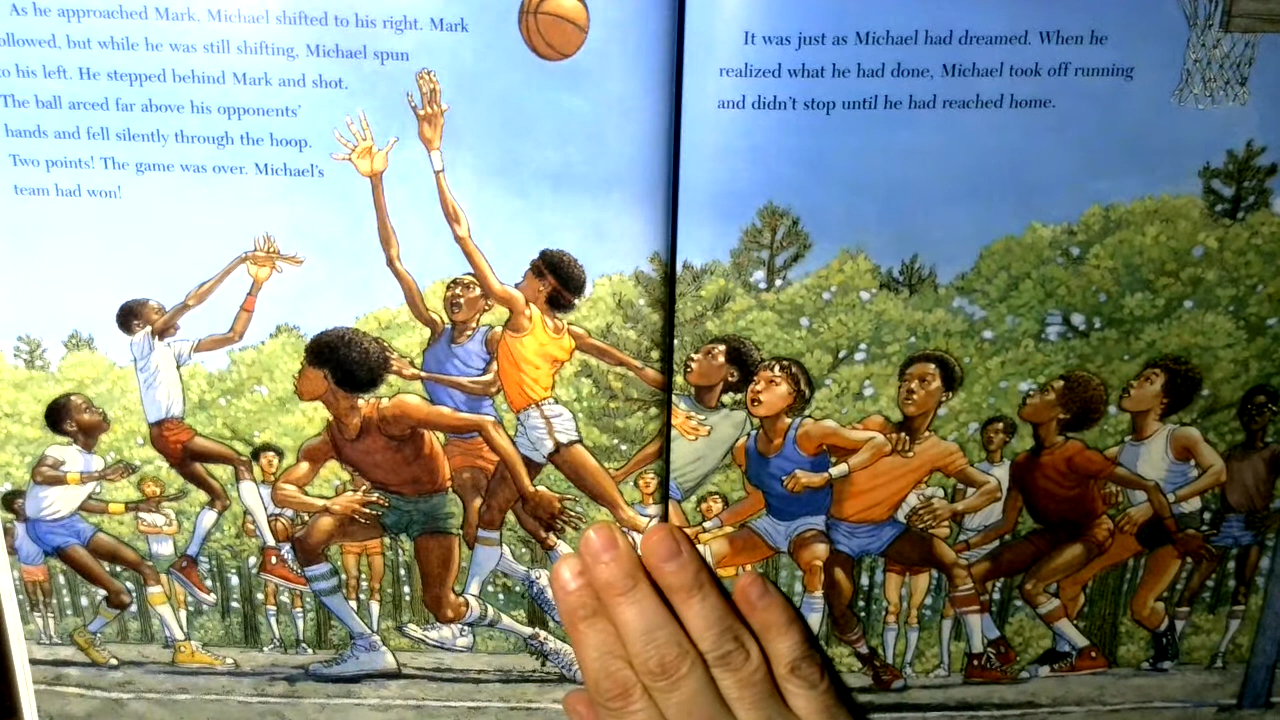 As he approached Mark, Michael shifted to his right. Mark
ollowed, but while he was still shifting, Michael spun
o his left. He stepped behind Mark and shot.
The ball arced far above his opponents'
hands and fell silently through the hoop.
Two points! The game was over. Michael's
team had won!
It was just as Michael had dreamed. When he
realized what he had done, Michael took off running
and didn't stop until he had reached home.